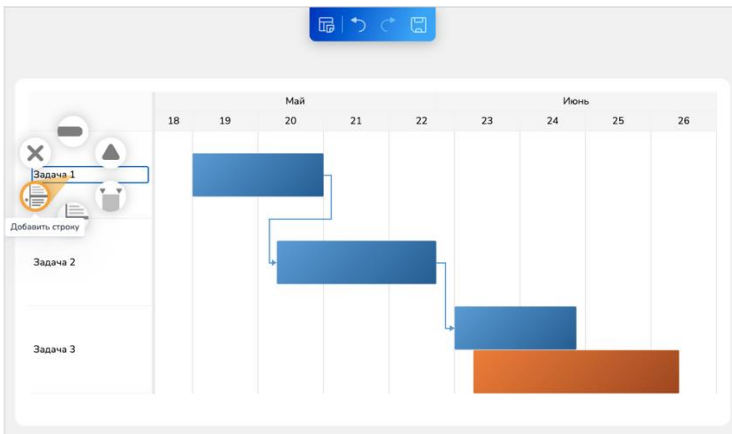 Май Июнь
18 19 20 21 22 23 24 25 26
Задача 1
Добавить строку
Задача 2
Задача 3